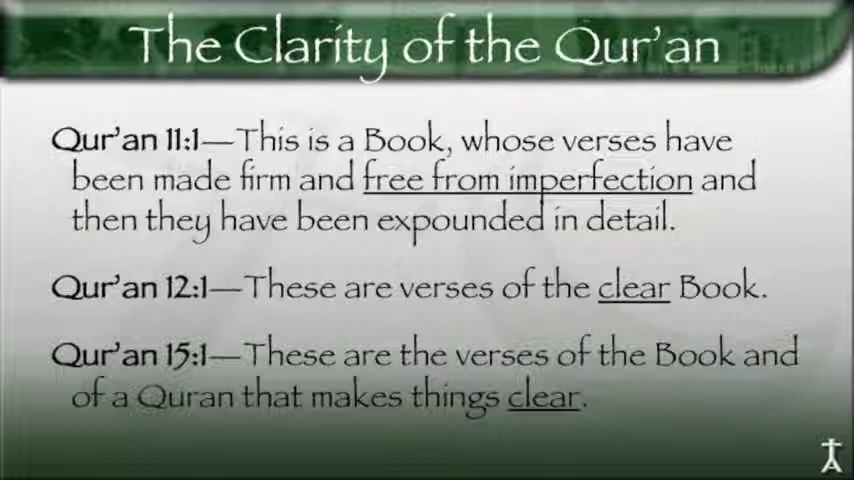 The Clarity of the Qur'an
Qur'an 11:1—This is a Book, whose verses have
been made firm and free from imperfection and
then they have been expounded in detail.
Qur'an 12:1—These are verses of the clear Book.
Qur'an 15:1—These are the verses of the Book and
of a Quran that makes things clear.